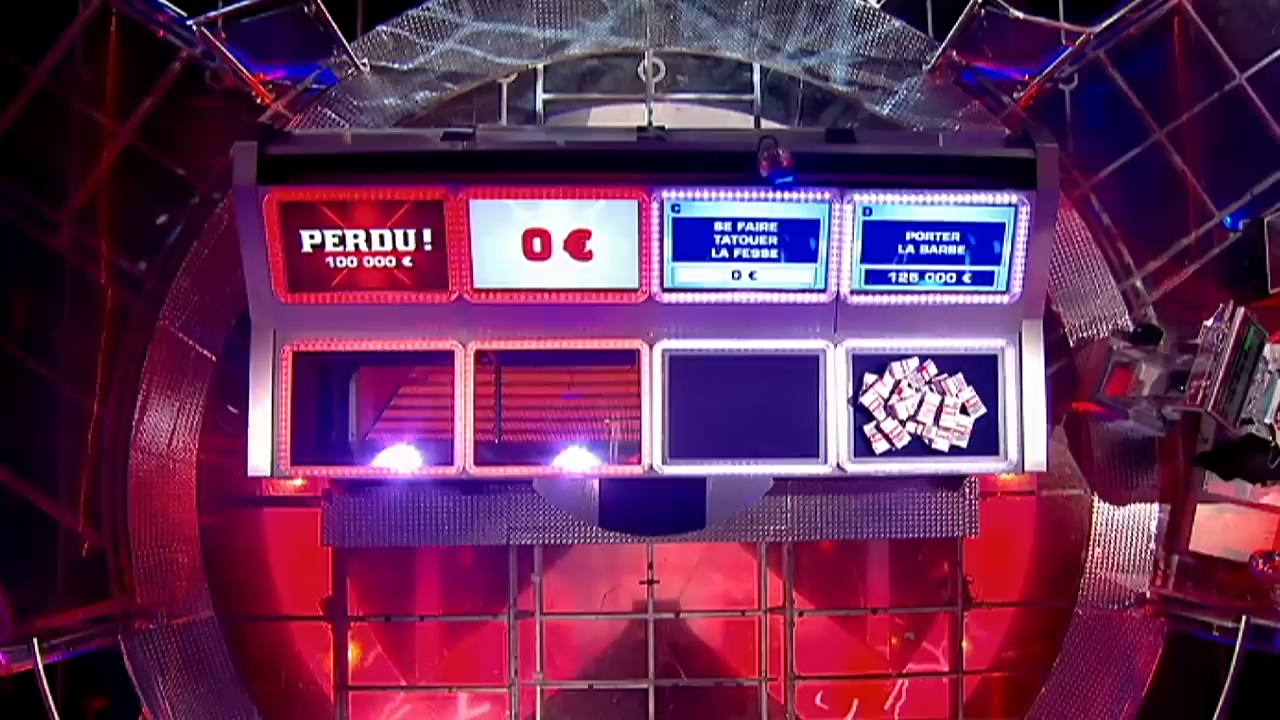 PERDU!
100 000 €
0 €
C
SE FAIRE
TATOUER
LA FESSE
0 €
D
PORTER
LA BARBE
125 000 €